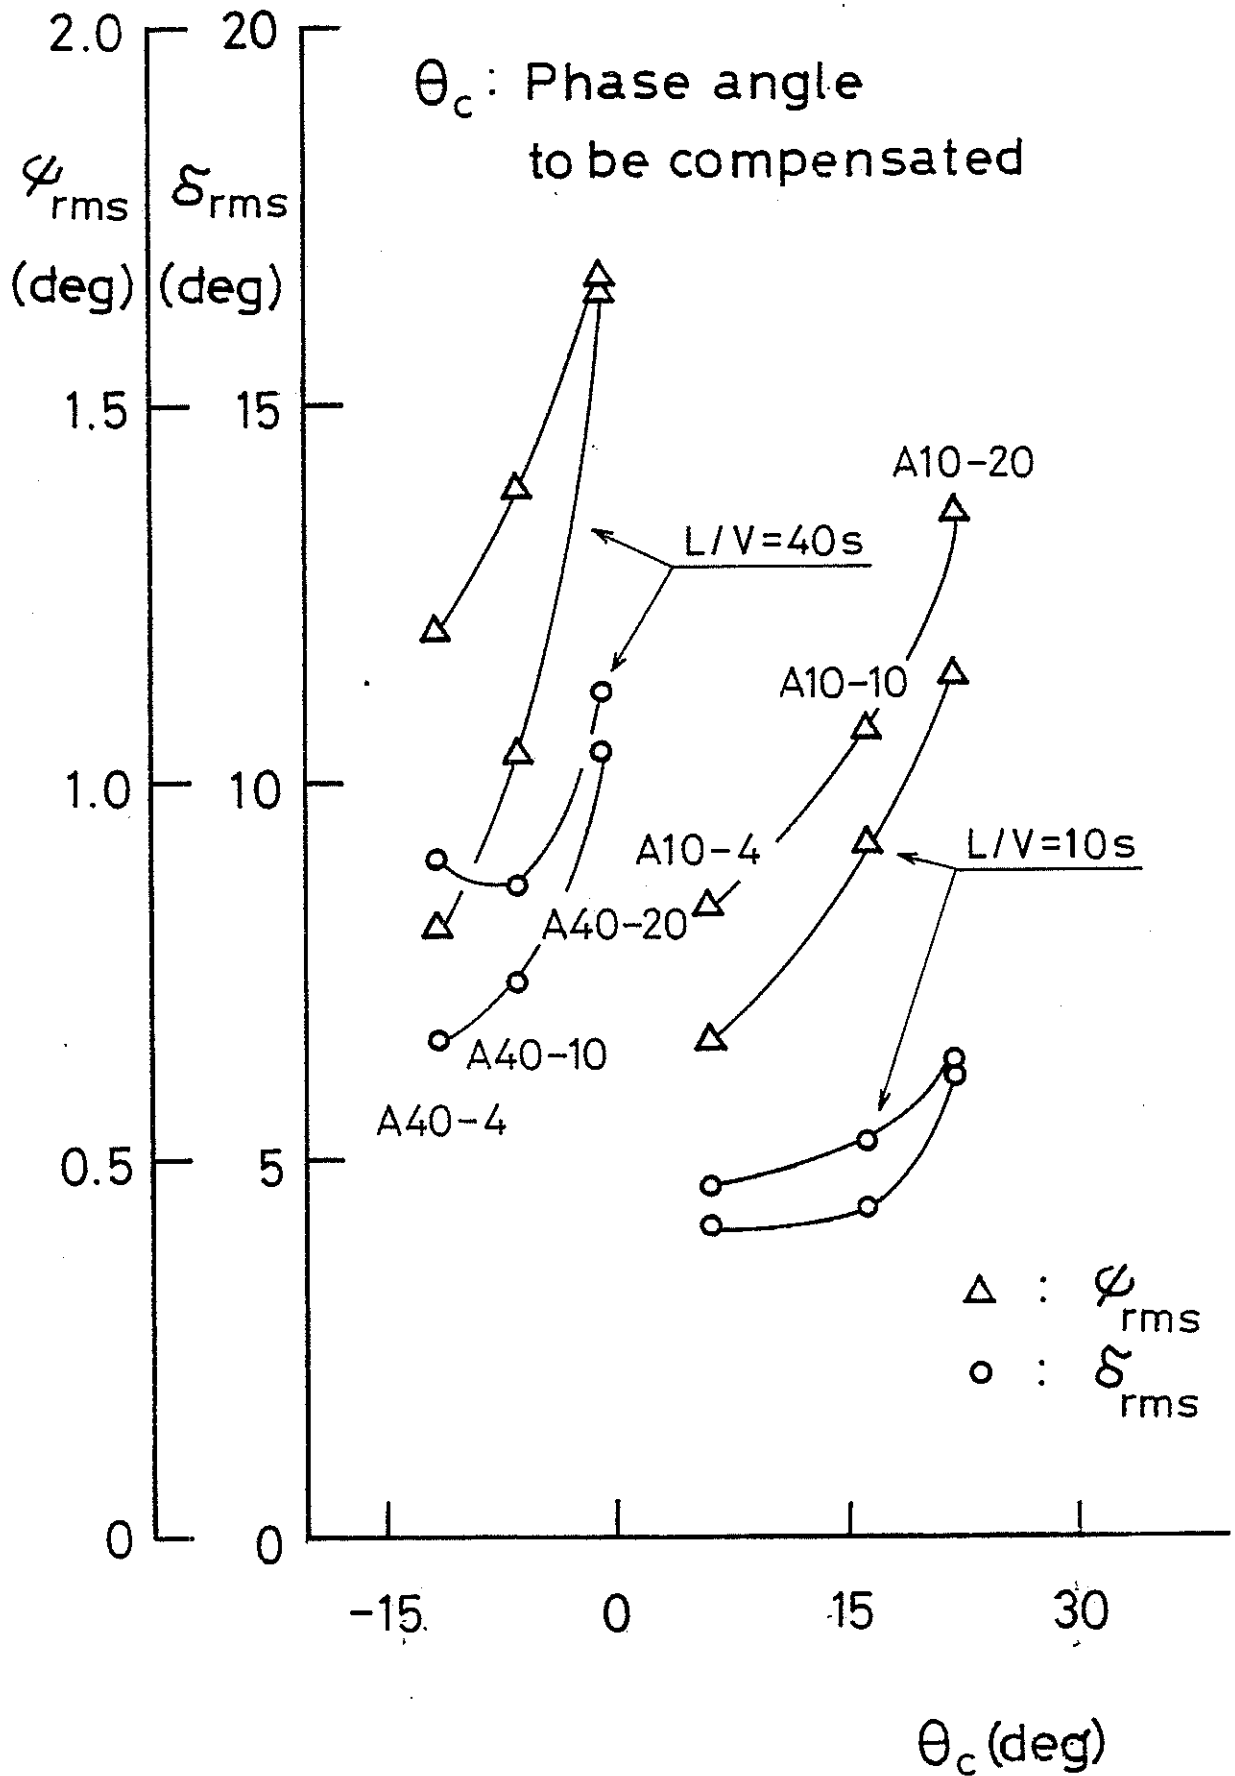 2.0 20
θc : Phase angle
to be compensated
ψrms δrms
(deg) (deg)
1.5 15
A10-20
L/V=40s
A10-10
1.0 10
A10-4
L/V=10s
A40-20
A40-10
A40-4
0.5 5
△ : ψrms
○ : δrms
0 0
-15 0 15 30
θc (deg)